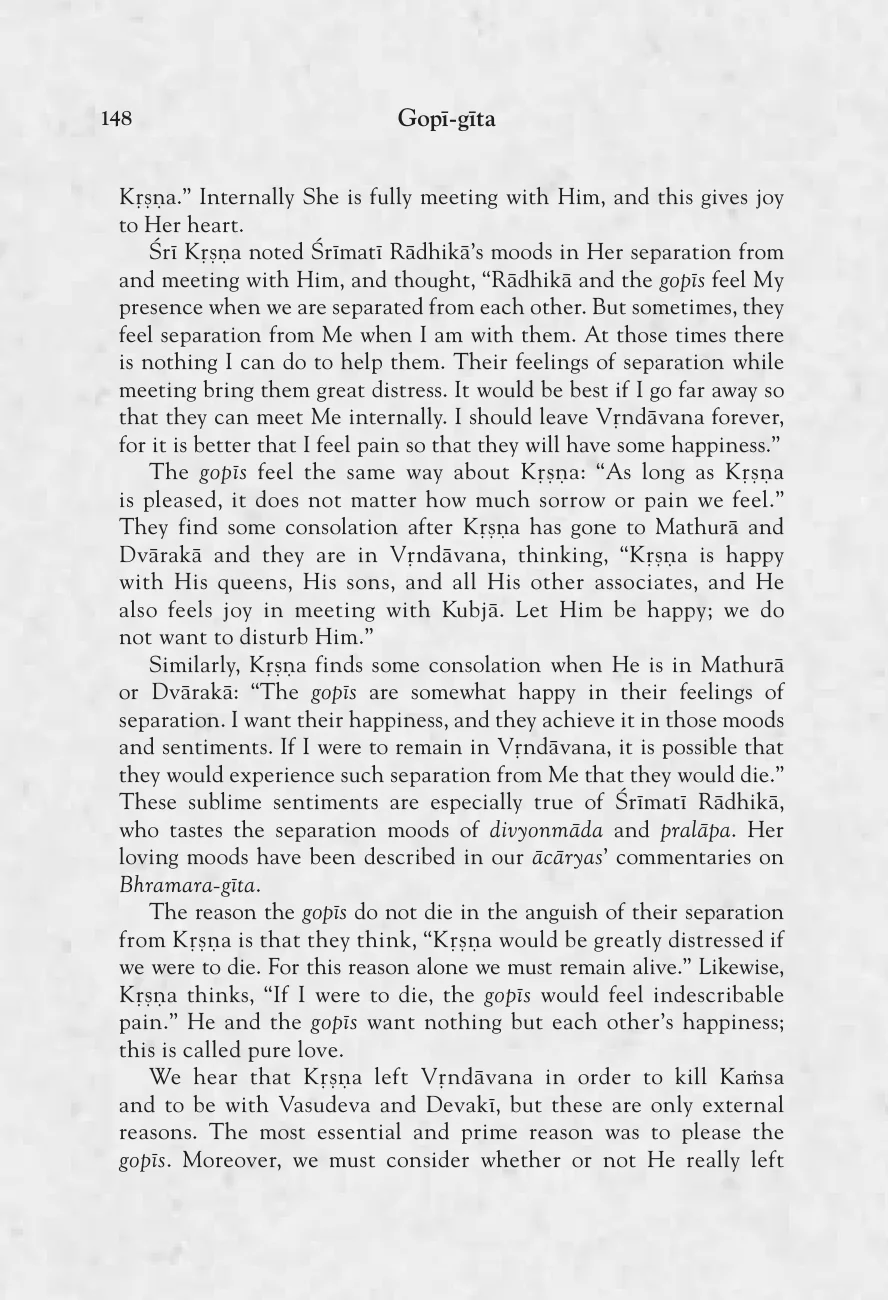 148
Gopī-gīta
Kṛṣṇa.” Internally She is fully meeting with Him, and this gives joy
to Her heart.
Śrī Kṛṣṇa noted Śrīmatī Rādhikā’s moods in Her separation from
and meeting with Him, and thought, “Rādhikā and the gopīs feel My
presence when we are separated from each other. But sometimes, they
feel separation from Me when I am with them. At those times there
is nothing I can do to help them. Their feelings of separation while
meeting bring them great distress. It would be best if I go far away so
that they can meet Me internally. I should leave Vṛndāvana forever,
for it is better that I feel pain so that they will have some happiness.”
The gopīs feel the same way about Kṛṣṇa: “As long as Kṛṣṇa
is pleased, it does not matter how much sorrow or pain we feel.”
They find some consolation after Kṛṣṇa has gone to Mathurā and
Dvārakā and they are in Vṛndāvana, thinking, “Kṛṣṇa is happy
with His queens, His sons, and all His other associates, and He
also feels joy in meeting with Kubjā. Let Him be happy; we do
not want to disturb Him.”
Similarly, Kṛṣṇa finds some consolation when He is in Mathurā
or Dvārakā: “The gopīs are somewhat happy in their feelings of
separation. I want their happiness, and they achieve it in those moods
and sentiments. If I were to remain in Vṛndāvana, it is possible that
they would experience such separation from Me that they would die.”
These sublime sentiments are especially true of Śrīmatī Rādhikā,
who tastes the separation moods of divyonmāda and pralāpa. Her
loving moods have been described in our ācāryas’ commentaries on
Bhramara-gīta.
The reason the gopīs do not die in the anguish of their separation
from Kṛṣṇa is that they think, “Kṛṣṇa would be greatly distressed if
we were to die. For this reason alone we must remain alive.” Likewise,
Kṛṣṇa thinks, “If I were to die, the gopīs would feel indescribable
pain.” He and the gopīs want nothing but each other’s happiness;
this is called pure love.
We hear that Kṛṣṇa left Vṛndāvana in order to kill Kaṁsa
and to be with Vasudeva and Devakī, but these are only external
reasons. The most essential and prime reason was to please the
gopīs. Moreover, we must consider whether or not He really left